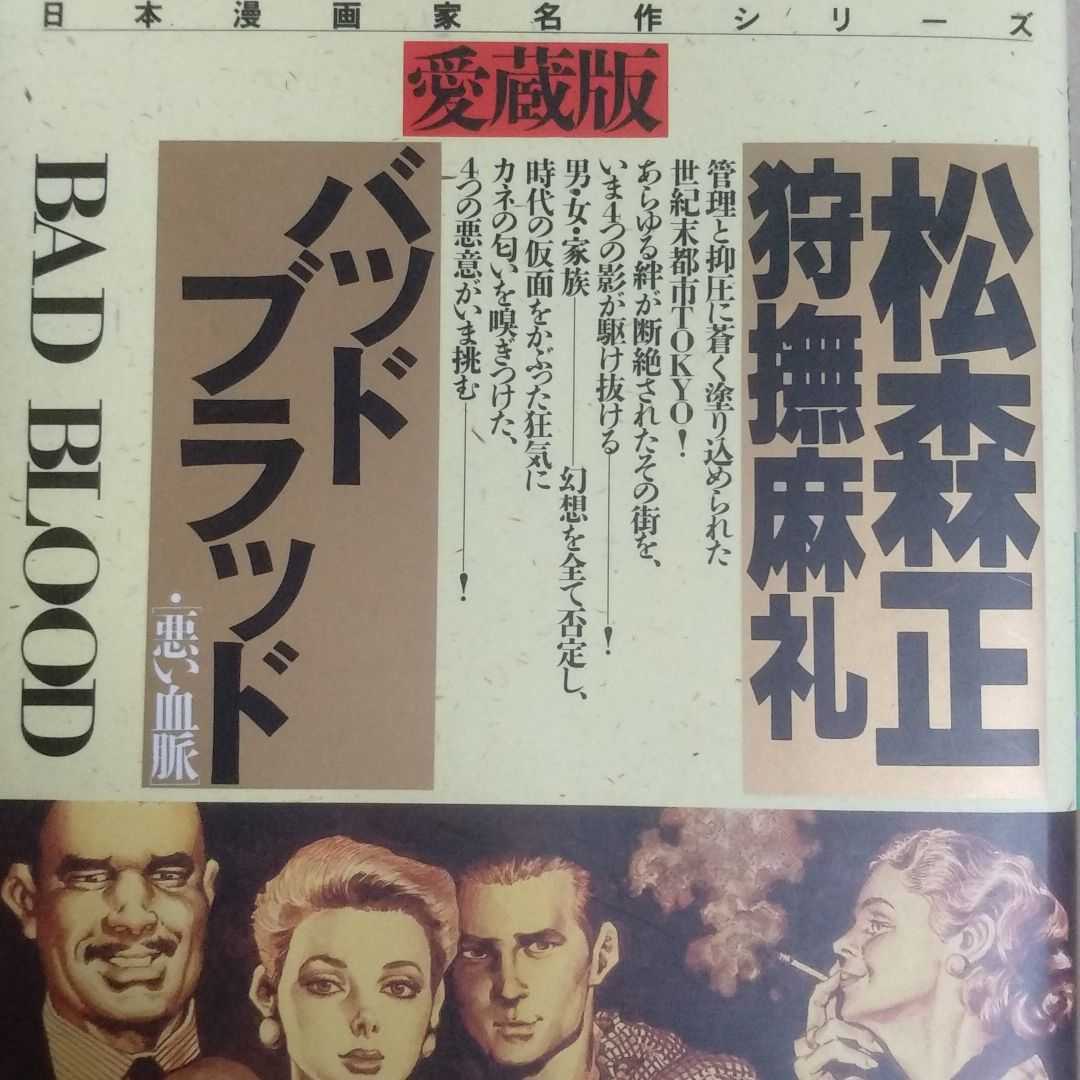 日本漫画家名作シリーズ
愛蔵版
松森正
狩撫麻礼
管理と抑圧に蒼く塗り込められた
世紀末都市TOKYO!
あらゆる絆が断絶されたその街を、
いま4つの影が駆け抜ける――!
男・女・家族――幻想を全て否定し、
時代の仮面をかぶった狂気に
カネの匂いを嗅ぎつけた、
4つの悪意がいま挑む――!
バッド
ブラッド
・[悪い血脈]
BAD BLOOD